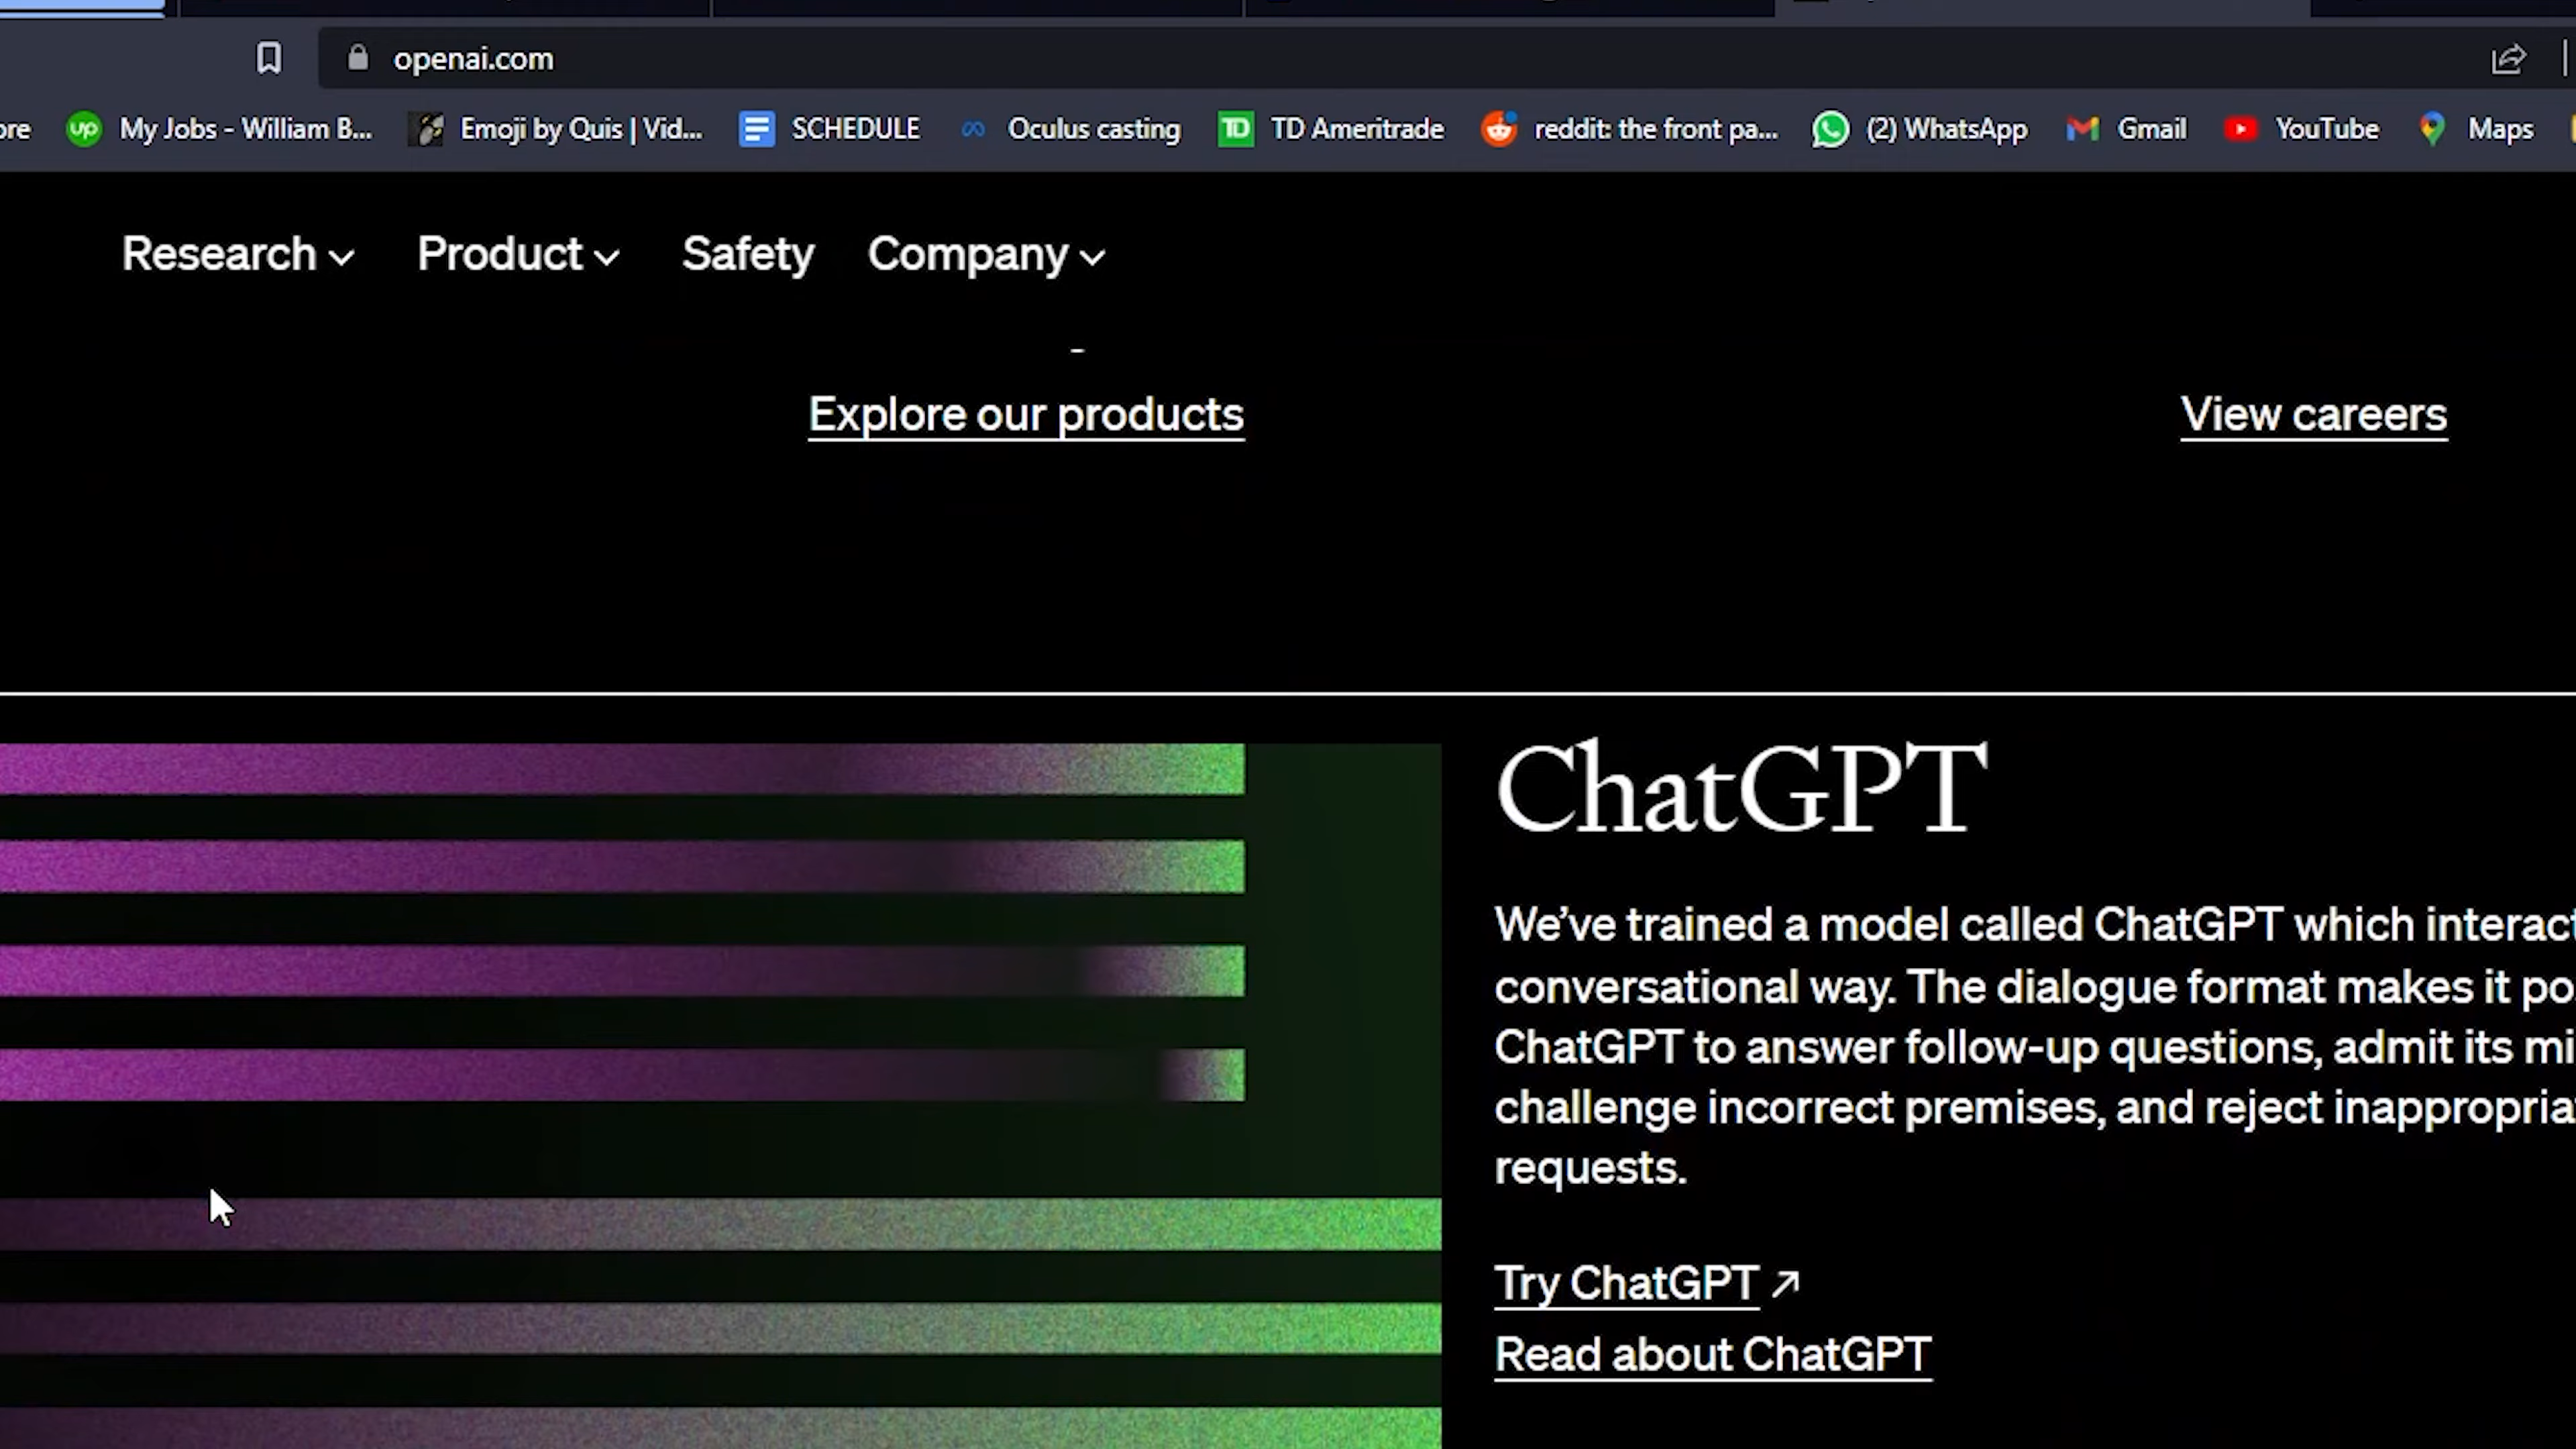 openai.com
ore My Jobs - William B... Emoji by Quis | Vid... SCHEDULE Oculus casting TD TD Ameritrade reddit: the front pa... (2) WhatsApp Gmail YouTube Maps
Research Product Safety Company
Explore our products View careers
ChatGPT
We’ve trained a model called ChatGPT which interact
conversational way. The dialogue format makes it po
ChatGPT to answer follow-up questions, admit its mi
challenge incorrect premises, and reject inappropria
requests.
Try ChatGPT ↗
Read about ChatGPT